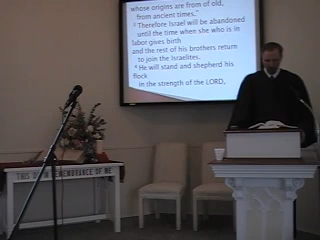 whose origins are from of old,
from ancient times."
3 Therefore Israel will be abandoned
until the time when she who is in
labor gives birth
and the rest of his brothers return
to join the Israelites.
4 He will stand and shepherd his
flock
in the strength of the LORD,
THIS DO IN REMEMBRANCE OF ME